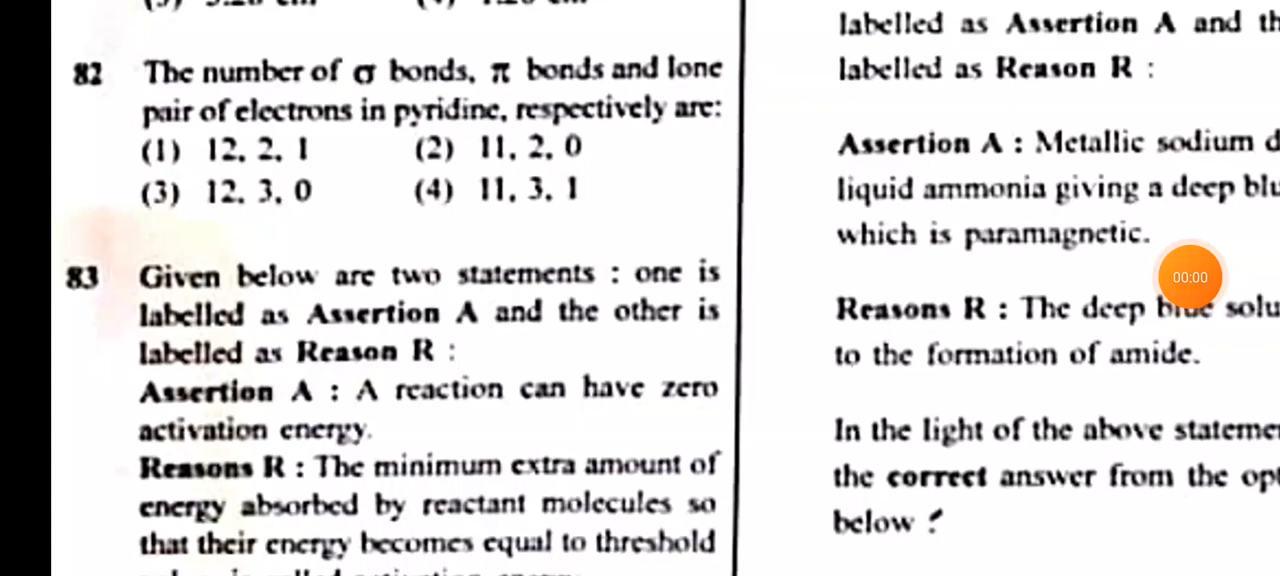 82 The number of σ bonds, π bonds and lone
pair of electrons in pyridine, respectively are:
(1) 12, 2, 1 (2) 11, 2, 0
(3) 12, 3, 0 (4) 11, 3, 1
83 Given below are two statements : one is
labelled as Assertion A and the other is
labelled as Reason R :
Assertion A : A reaction can have zero
activation energy.
Reasons R : The minimum extra amount of
energy absorbed by reactant molecules so
that their energy becomes equal to threshold
labelled as Assertion A and th
labelled as Reason R :
Assertion A : Metallic sodium d
liquid ammonia giving a deep blu
which is paramagnetic.
00:00
Reasons R : The deep blue solu
to the formation of amide.
In the light of the above stateme
the correct answer from the opt
below ?